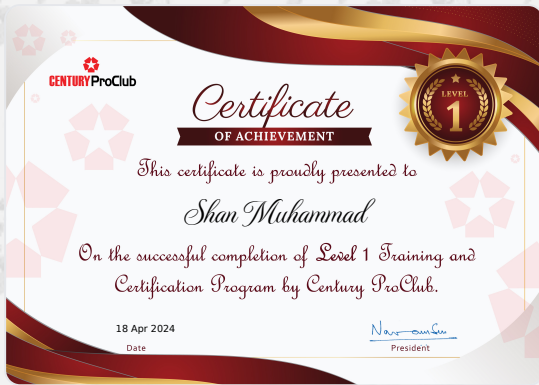 CENTURY ProClub
Certificate
OF ACHIEVEMENT
LEVEL
1
This certificate is proudly presented to
Shan Muhammad
On the successful completion of Level 1 Training and
Certification Program by Century ProClub.
18 Apr 2024
Date
President